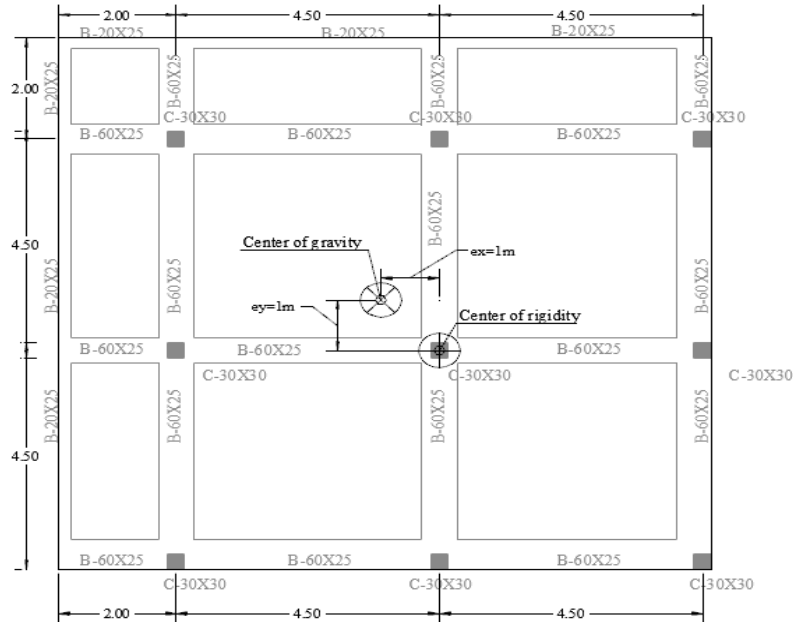 2.00 4.50 4.50
B-20X25 B-20X25 B-20X25
2.00
B-20X25 B-60X25 B-60X25 B-60X25
C-30X30 C-30X30 C-30X30
B-60X25 B-60X25 B-60X25
4.50
B-20X25 B-60X25 B-60X25
Center of gravity
ex=1m
ey=1m
Center of rigidity
B-60X25 B-60X25 B-60X25
C-30X30 C-30X30 C-30X30
4.50
B-20X25 B-60X25 B-60X25 B-60X25
B-60X25 B-60X25 B-60X25
C-30X30 C-30X30 C-30X30
2.00 4.50 4.50